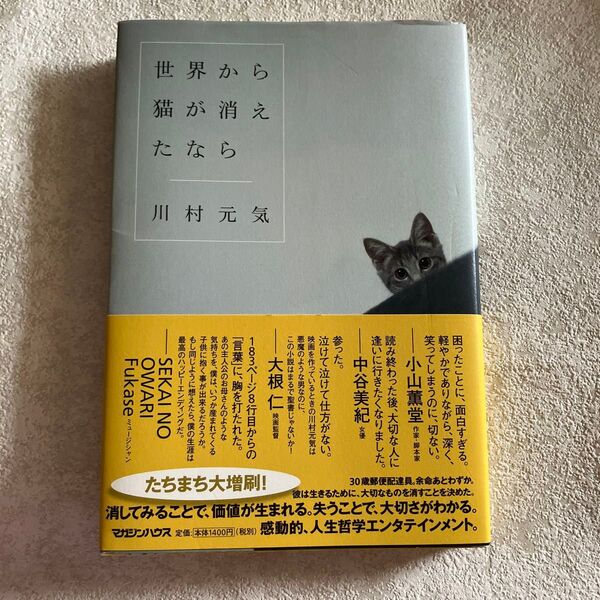 世界から
猫が消え
たなら
川村元気
困ったことに、面白すぎる。
軽やかでありながら、深く、
笑ってしまうのに、切ない。
―小山薫堂 作家・脚本家
読み終わった後、大切な人に
逢いに行きたくなりました。
―中谷美紀 女優
参った。
泣けて泣けて仕方がない。
映画を作っているときの川村元気は
悪魔のような男なのに、
この小説はまるで聖書じゃないか！
―大根 仁 映画監督
183ページ8行目からの
「言葉」に、胸を打たれた。
あの主人公のお母さんのような
気持ちを、僕は、いつか産まれてくる
子供に抱く事が出来るだろうか。
もし同じように想えたら、僕の生涯は
最高のハッピーエンディングだ。
―SEKAI NO
OWARI
Fukase ミュージシャン
たちまち大増刷！
30歳郵便配達員。余命あとわずか。
彼は生きるために、大切なものを消すことを決めた。
消してみることで、価値が生まれる。失うことで、大切さがわかる。
感動的、人生哲学エンタテインメント。
マガジンハウス 定価：本体1400円（税別）